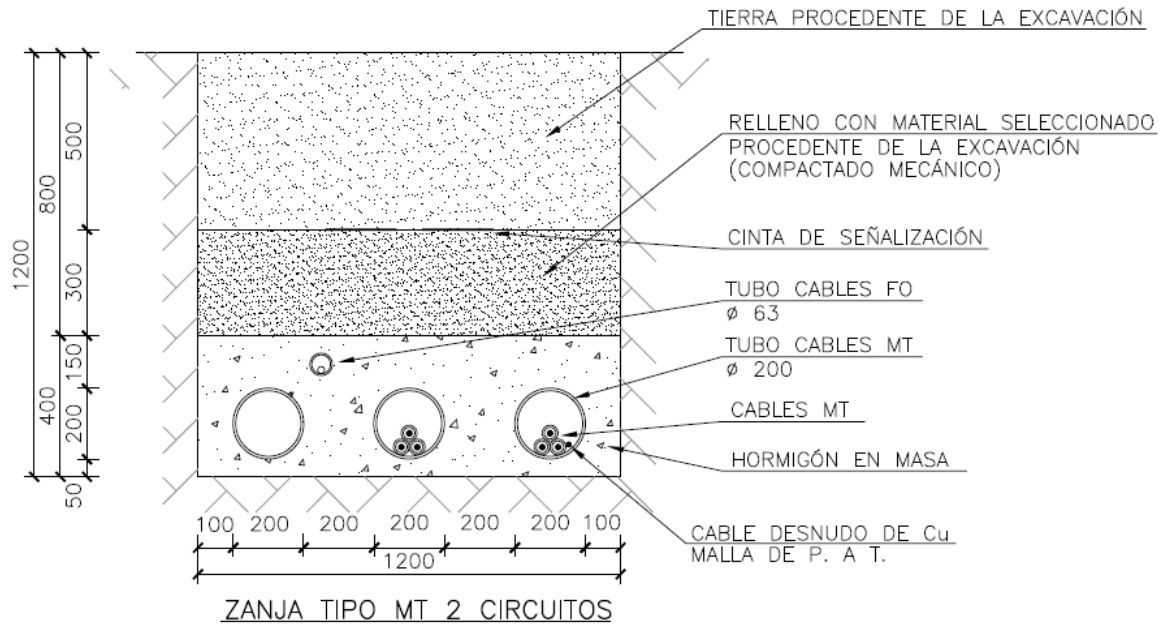 TIERRA PROCEDENTE DE LA EXCAVACIÓN
RELLENO CON MATERIAL SELECCIONADO
PROCEDENTE DE LA EXCAVACIÓN
(COMPACTADO MECÁNICO)
CINTA DE SEÑALIZACIÓN
TUBO CABLES FO
ø 63
TUBO CABLES MT
ø 200
CABLES MT
HORMIGÓN EN MASA
CABLE DESNUDO DE Cu
MALLA DE P. A T.
1200
800
400
500
300
150
200
50
100 200 200 200 200 200 100
1200
ZANJA TIPO MT 2 CIRCUITOS